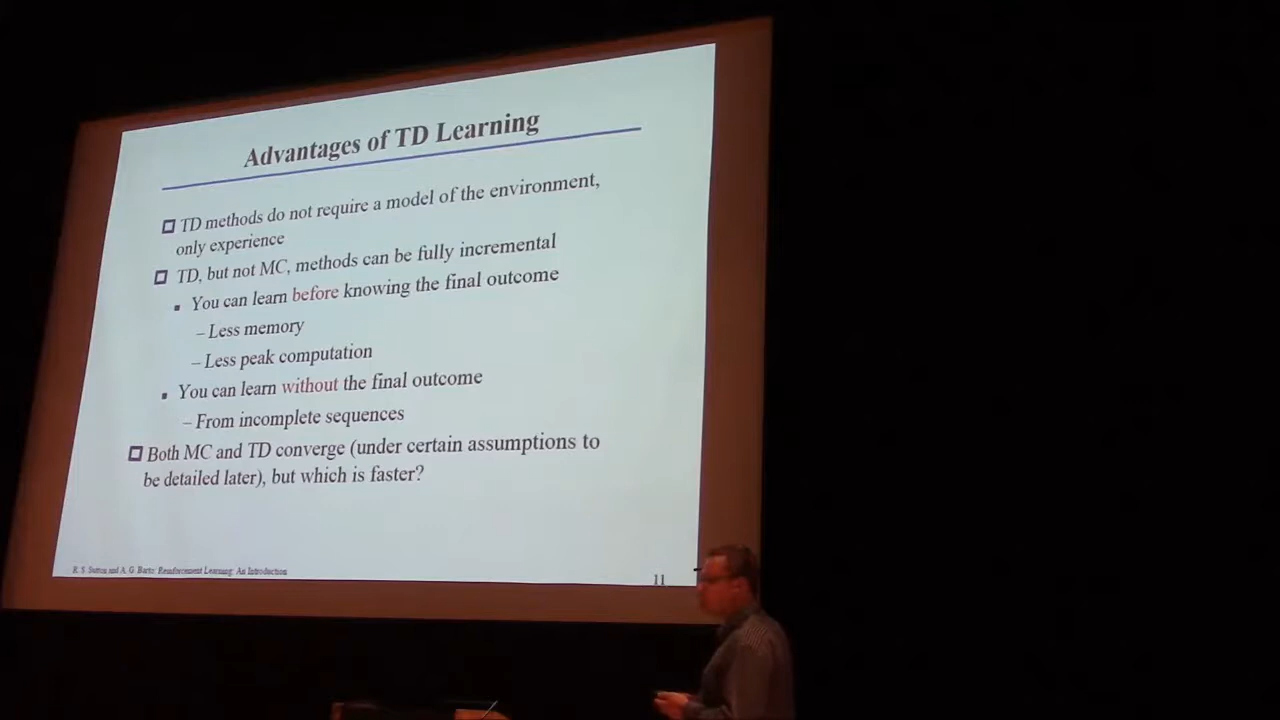 Advantages of TD Learning
TD methods do not require a model of the environment,
only experience
TD, but not MC, methods can be fully incremental
You can learn before knowing the final outcome
– Less memory
– Less peak computation
You can learn without the final outcome
– From incomplete sequences
Both MC and TD converge (under certain assumptions to
be detailed later), but which is faster?
R. S. Sutton and A. G. Barto: Reinforcement Learning: An Introduction
11